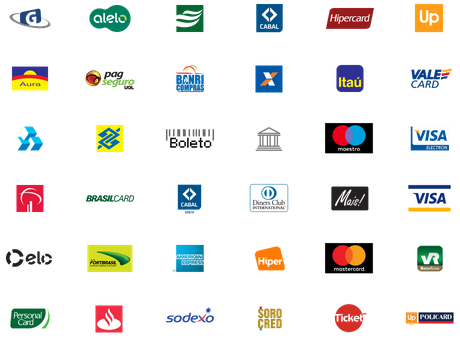 G
alelo
CABAL
Hipercard
Up
Aura
pag
seguro
UOL
BANRI
COMPRAS
X
Itaú
VALE
CARD
Boleto
maestro
VISA
ELECTRON
BRASILCARD
CABAL
Diners Club
INTERNATIONAL
Mais!
VISA
elo
FORTBRASIL
AMERICAN
EXPRESS
Hiper
mastercard
VR
Benefícios
Personal
Card
sodexo
SORO
CRED
Ticket
Up
POLICARD